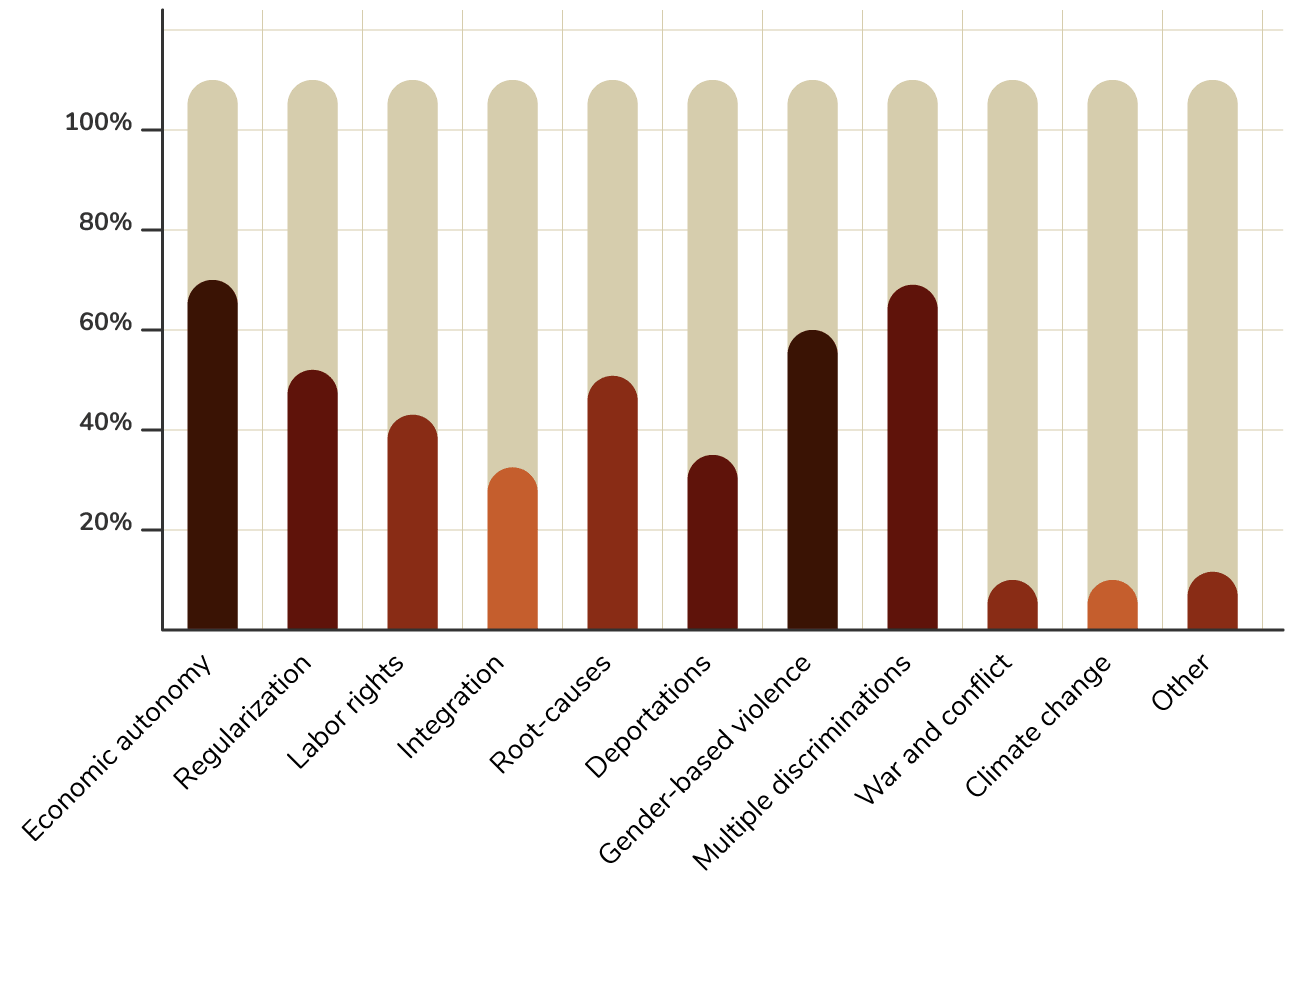 100%
80%
60%
40%
20%
Economic autonomy
Regularization
Labor rights
Integration
Root-causes
Deportations
Gender-based violence
Multiple discriminations
War and conflict
Climate change
Other